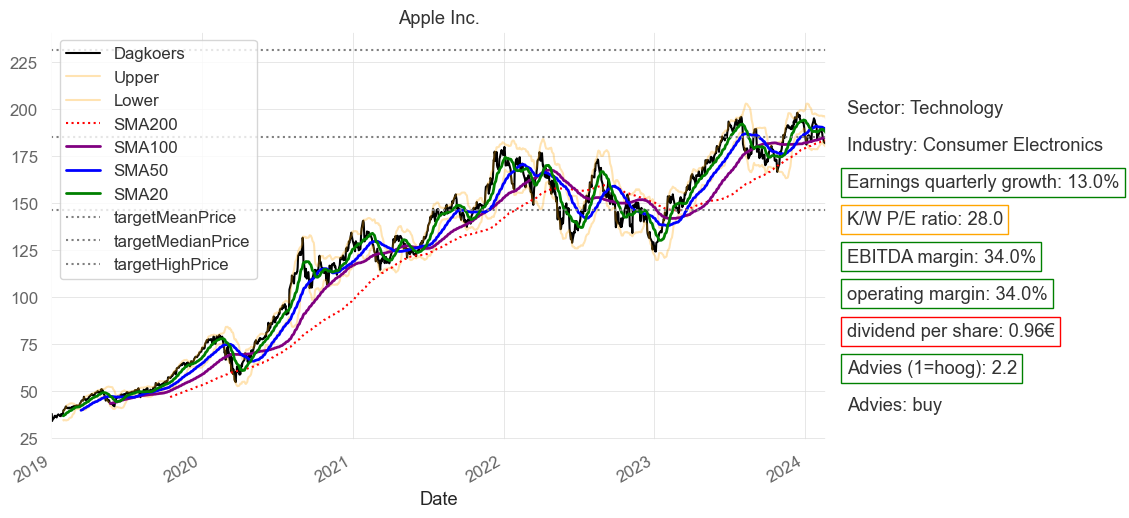 Apple Inc.
Dagkoers
Upper
Lower
SMA200
SMA100
SMA50
SMA20
targetMeanPrice
targetMedianPrice
targetHighPrice
225
200
175
150
125
100
75
50
25
2019
2020
2021
2022
2023
2024
Date
Sector: Technology
Industry: Consumer Electronics
Earnings quarterly growth: 13.0%
K/W P/E ratio: 28.0
EBITDA margin: 34.0%
operating margin: 34.0%
dividend per share: 0.96€
Advies (1=hoog): 2.2
Advies: buy